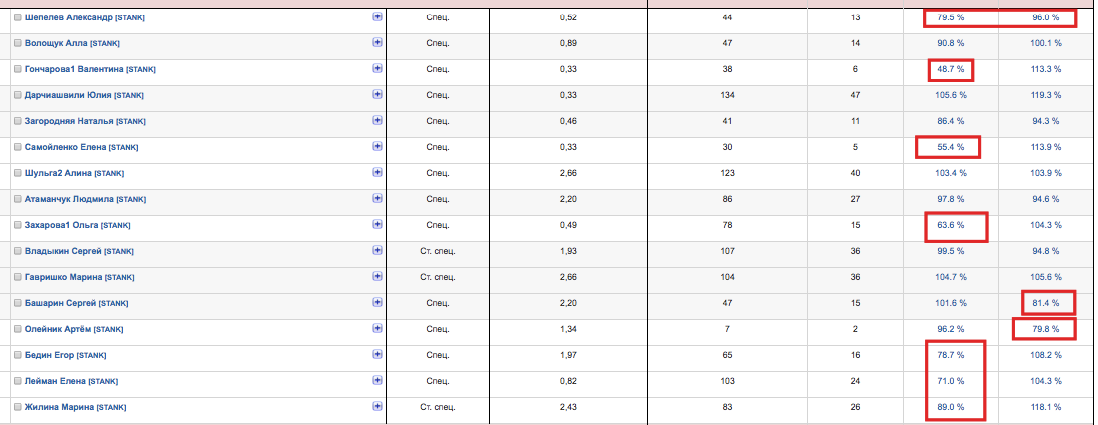 Шепелев Александр [STANK] Спец. 0,52 44 13 79.5 % 96.0 %
Волощук Алла [STANK] Спец. 0,89 47 14 90.8 % 100.1 %
Гончарова1 Валентина [STANK] Спец. 0,33 38 6 48.7 % 113.3 %
Дарчиашвили Юлия [STANK] Спец. 0,33 134 47 105.6 % 119.3 %
Загородняя Наталья [STANK] Спец. 0,46 41 11 86.4 % 94.3 %
Самойленко Елена [STANK] Спец. 0,33 30 5 55.4 % 113.9 %
Шульга2 Алина [STANK] Спец. 2,66 123 40 103.4 % 103.9 %
Атаманчук Людмила [STANK] Спец. 2,20 86 27 97.8 % 94.6 %
Захарова1 Ольга [STANK] Спец. 0,49 78 15 63.6 % 104.3 %
Владыкин Сергей [STANK] Ст. спец. 1,93 107 36 99.5 % 94.8 %
Гавришко Марина [STANK] Ст. спец. 2,66 104 36 104.7 % 105.6 %
Башарин Сергей [STANK] Спец. 2,20 47 15 101.6 % 81.4 %
Олейник Артём [STANK] Спец. 1,34 7 2 96.2 % 79.8 %
Бедин Егор [STANK] Спец. 1,97 65 16 78.7 % 108.2 %
Лейман Елена [STANK] Спец. 0,82 103 24 71.0 % 104.3 %
Жилина Марина [STANK] Ст. спец. 2,43 83 26 89.0 % 118.1 %